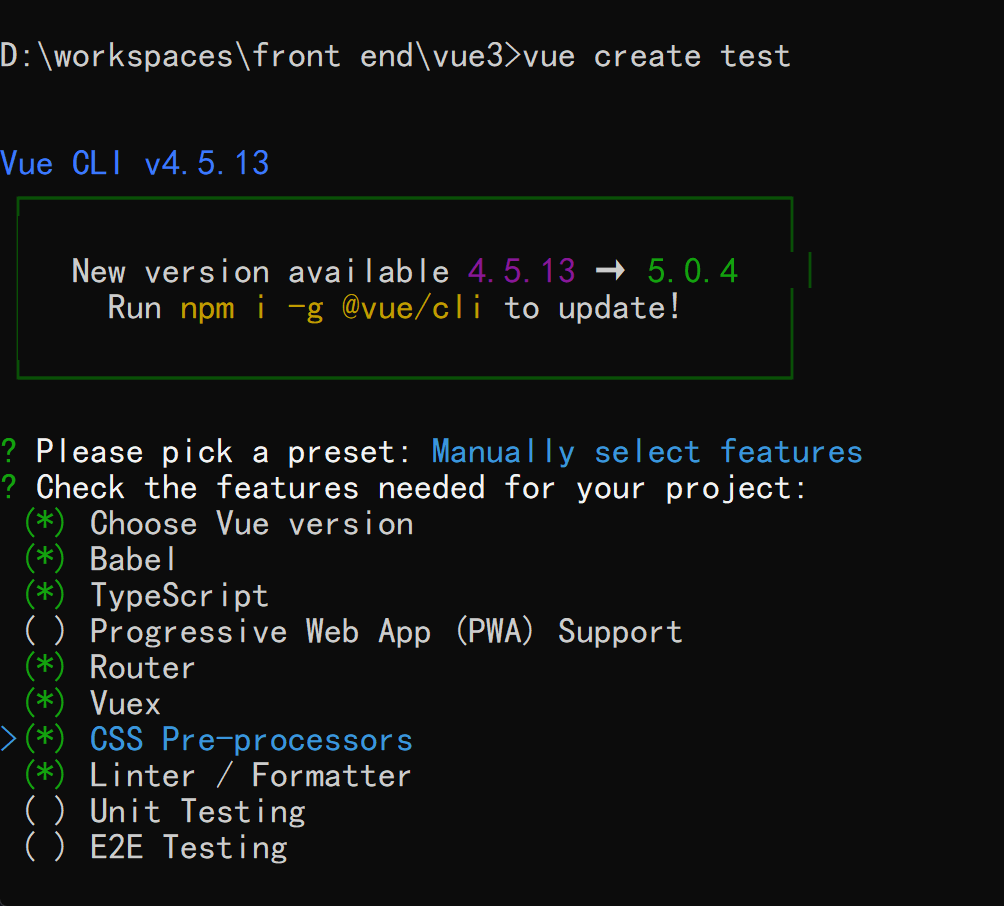 D:\workspaces\front end\vue3>vue create test
Vue CLI v4.5.13
New version available 4.5.13 → 5.0.4
Run npm i -g @vue/cli to update!
? Please pick a preset: Manually select features
? Check the features needed for your project:
(*) Choose Vue version
(*) Babel
(*) TypeScript
( ) Progressive Web App (PWA) Support
(*) Router
(*) Vuex
>(*) CSS Pre-processors
(*) Linter / Formatter
( ) Unit Testing
( ) E2E Testing